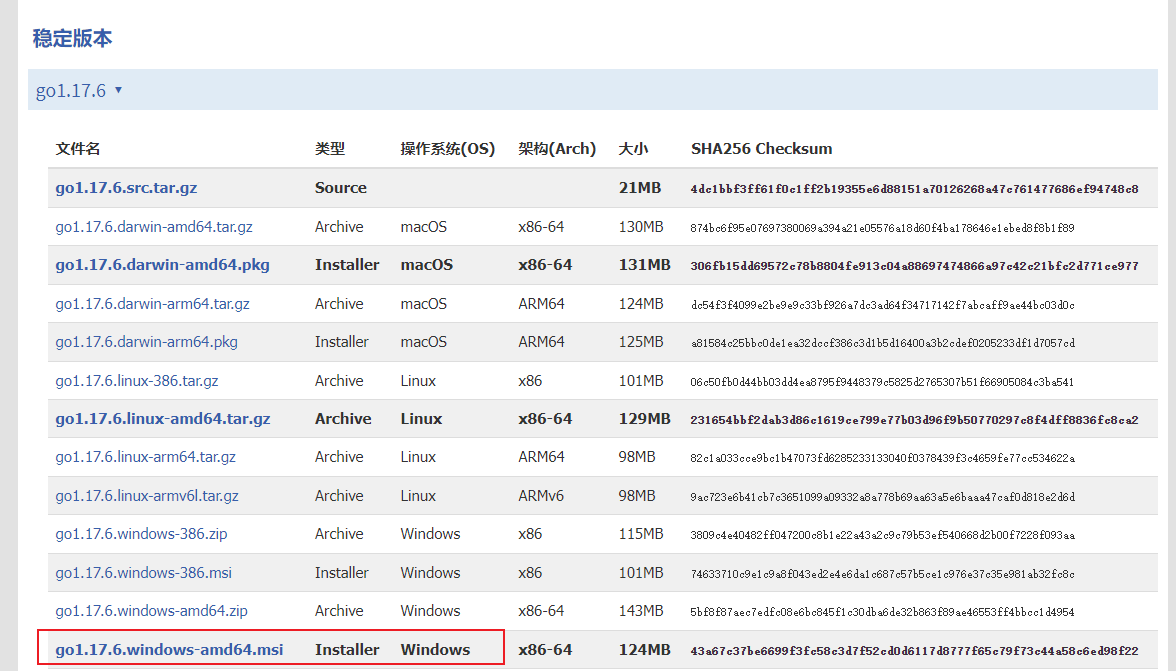 稳定版本
go1.17.6 ▾
文件名 类型 操作系统(OS) 架构(Arch) 大小 SHA256 Checksum
go1.17.6.src.tar.gz Source 21MB 4dc1bbf3ff61f0c1ff2b19355e6d88151a70126268a47c761477686ef94748c8
go1.17.6.darwin-amd64.tar.gz Archive macOS x86-64 130MB 874bc6f95e07697380069a394a21e05576a18d60f4ba178646e1ebed8f8b1f89
go1.17.6.darwin-amd64.pkg Installer macOS x86-64 131MB 306fb15dd69572c78b8804fe913c04a88697474866a97c42c21bfc2d771ce977
go1.17.6.darwin-arm64.tar.gz Archive macOS ARM64 124MB dc54f3f4099e2be9e9c33bf926a7dc3ad64f34717142f7abcaff9ae44bc03d0c
go1.17.6.darwin-arm64.pkg Installer macOS ARM64 125MB a81584c25bbc0de1ea32dccf386c3d1b5d16400a3b2cdef0205233df1d7057cd
go1.17.6.linux-386.tar.gz Archive Linux x86 101MB 06c50fb0d44bb03dd4ea8795f9448379c5825d2765307b51f66905084c3ba541
go1.17.6.linux-amd64.tar.gz Archive Linux x86-64 129MB 231654bbf2dab3d86c1619ce799e77b03d96f9b50770297c8f4dff8836fc8ca2
go1.17.6.linux-arm64.tar.gz Archive Linux ARM64 98MB 82c1a033cce9bc1b47073fd6285233133040f0378439f3c4659fe77cc534622a
go1.17.6.linux-armv6l.tar.gz Archive Linux ARMv6 98MB 9ac723e6b41cb7c3651099a09332a8a778b69aa63a5e6baaa47caf0d818e2d6d
go1.17.6.windows-386.zip Archive Windows x86 115MB 3809c4e40482ff047200c8b1e22a43a2c9c79b53ef540668d2b00f7228f093aa
go1.17.6.windows-386.msi Installer Windows x86 101MB 74633710c9e1c9a8f043ed2e4e6da1c687c57b5ce1c976e37c35e981ab32fc8c
go1.17.6.windows-amd64.zip Archive Windows x86-64 143MB 5bf8f87aec7edfc08e6bc845f1c30dba6de32b863f89ae46553ff4bbcc1d4954
go1.17.6.windows-amd64.msi Installer Windows x86-64 124MB 43a67c37be6699f3fc58c3d7f52cd0d6117d8777f65c79f73c44a58c6ed98f22